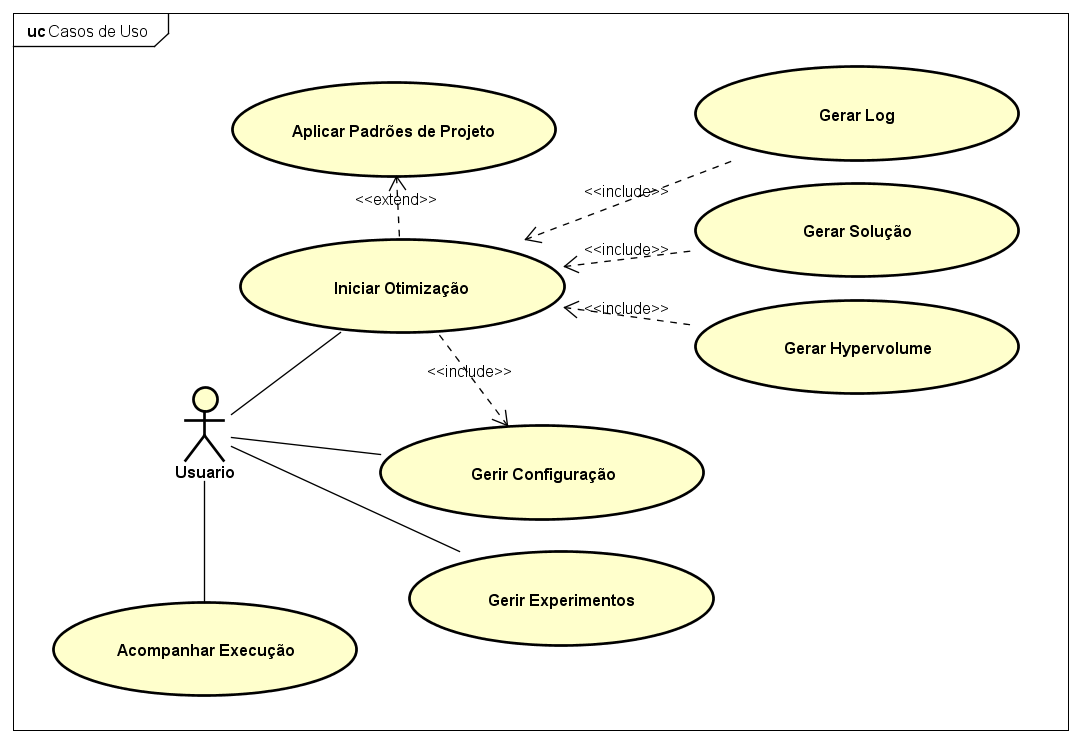 uc Casos de Uso
Aplicar Padrões de Projeto
Gerar Log
<<include>>
<<extend>>
Gerar Solução
<<include>>
Iniciar Otimização
<<include>>
Gerar Hypervolume
<<include>>
Usuario
Gerir Configuração
Gerir Experimentos
Acompanhar Execução